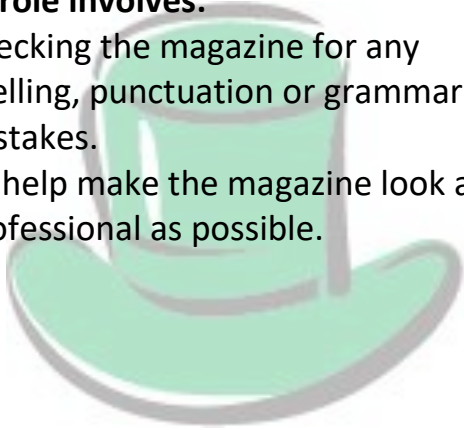 role involves:
ecking the magazine for any
elling, punctuation or grammar
stakes.
help make the magazine look a
ofessional as possible.